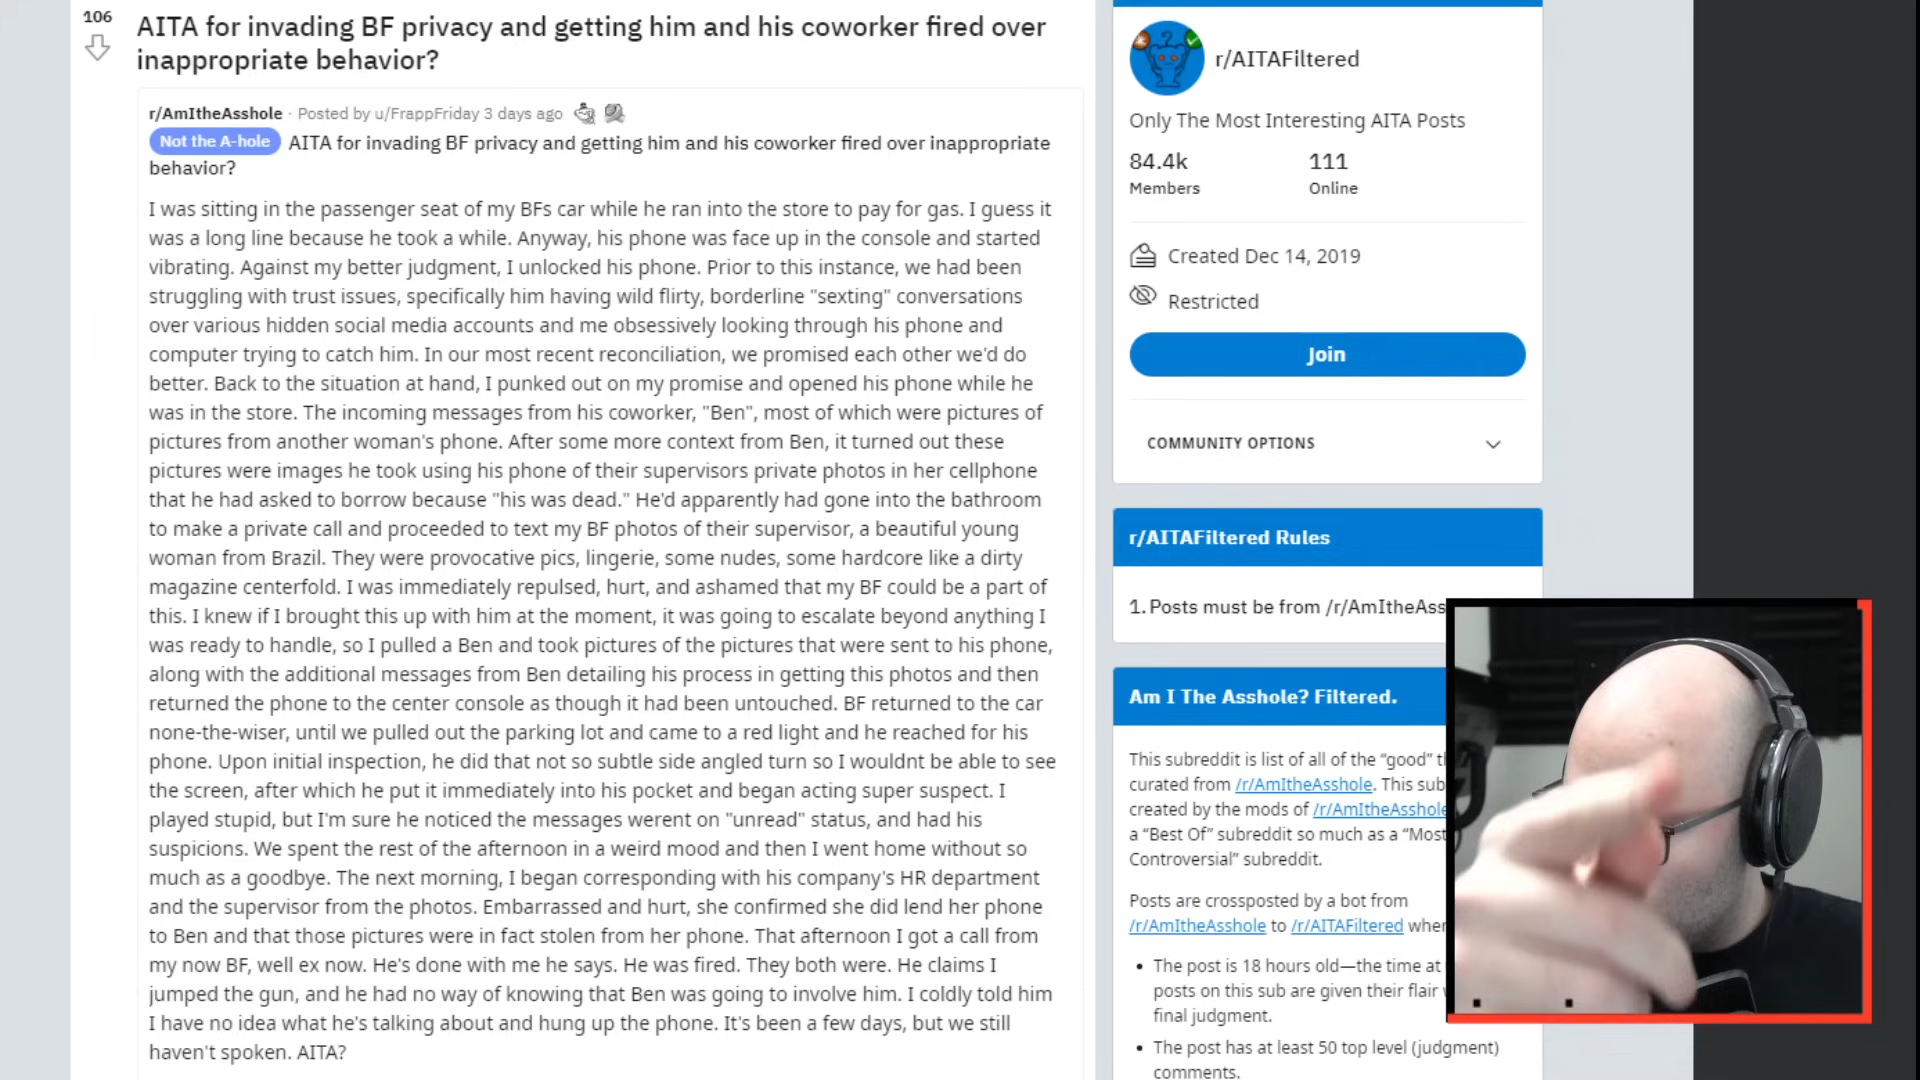 106
AITA for invading BF privacy and getting him and his coworker fired over
inappropriate behavior?
r/AmItheAsshole · Posted by u/FrappFriday 3 days ago
Not the A-hole AITA for invading BF privacy and getting him and his coworker fired over inappropriate
behavior?
I was sitting in the passenger seat of my BFs car while he ran into the store to pay for gas. I guess it
was a long line because he took a while. Anyway, his phone was face up in the console and started
vibrating. Against my better judgment, I unlocked his phone. Prior to this instance, we had been
struggling with trust issues, specifically him having wild flirty, borderline "sexting" conversations
over various hidden social media accounts and me obsessively looking through his phone and
computer trying to catch him. In our most recent reconciliation, we promised each other we'd do
better. Back to the situation at hand, I punked out on my promise and opened his phone while he
was in the store. The incoming messages from his coworker, "Ben", most of which were pictures of
pictures from another woman's phone. After some more context from Ben, it turned out these
pictures were images he took using his phone of their supervisors private photos in her cellphone
that he had asked to borrow because "his was dead." He'd apparently had gone into the bathroom
to make a private call and proceeded to text my BF photos of their supervisor, a beautiful young
woman from Brazil. They were provocative pics, lingerie, some nudes, some hardcore like a dirty
magazine centerfold. I was immediately repulsed, hurt, and ashamed that my BF could be a part of
this. I knew if I brought this up with him at the moment, it was going to escalate beyond anything I
was ready to handle, so I pulled a Ben and took pictures of the pictures that were sent to his phone,
along with the additional messages from Ben detailing his process in getting this photos and then
returned the phone to the center console as though it had been untouched. BF returned to the car
none-the-wiser, until we pulled out the parking lot and came to a red light and he reached for his
phone. Upon initial inspection, he did that not so subtle side angled turn so I wouldnt be able to see
the screen, after which he put it immediately into his pocket and began acting super suspect. I
played stupid, but I'm sure he noticed the messages werent on "unread" status, and had his
suspicions. We spent the rest of the afternoon in a weird mood and then I went home without so
much as a goodbye. The next morning, I began corresponding with his company's HR department
and the supervisor from the photos. Embarrassed and hurt, she confirmed she did lend her phone
to Ben and that those pictures were in fact stolen from her phone. That afternoon I got a call from
my now BF, well ex now. He's done with me he says. He was fired. They both were. He claims I
jumped the gun, and he had no way of knowing that Ben was going to involve him. I coldly told him
I have no idea what he's talking about and hung up the phone. It's been a few days, but we still
haven't spoken. AITA?
r/AITAFiltered
Only The Most Interesting AITA Posts
84.4k 111
Members Online
Created Dec 14, 2019
Restricted
Join
COMMUNITY OPTIONS
r/AITAFiltered Rules
1. Posts must be from /r/AmItheAss
Am I The Asshole? Filtered.
This subreddit is list of all of the “good” t
curated from /r/AmItheAsshole. This sub
created by the mods of /r/AmItheAsshole
a “Best Of” subreddit so much as a “Most
Controversial” subreddit.
Posts are crossposted by a bot from
/r/AmItheAsshole to /r/AITAFiltered wher
• The post is 18 hours old—the time at
posts on this sub are given their flair
final judgment.
• The post has at least 50 top level (judgment)
comments.